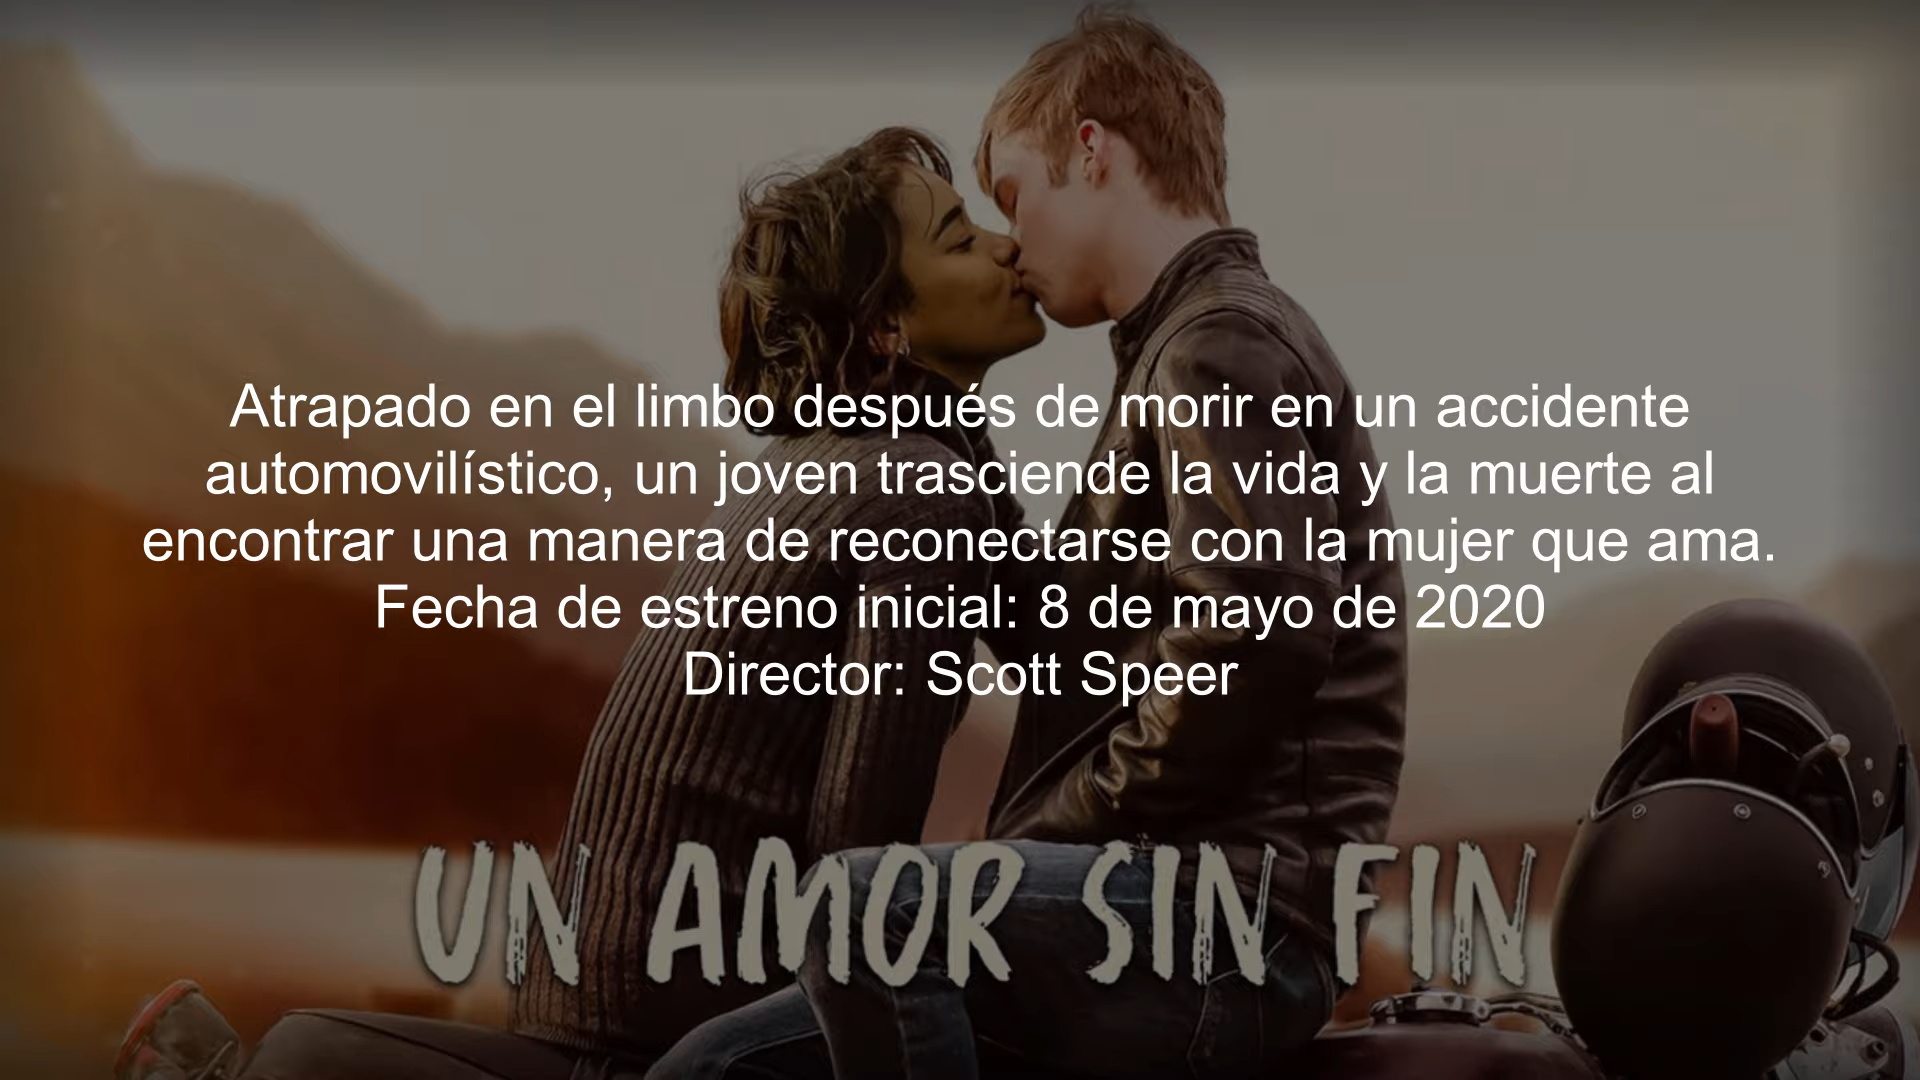 Atrapado en el limbo después de morir en un accidente
automovilístico, un joven trasciende la vida y la muerte al
encontrar una manera de reconectarse con la mujer que ama.
Fecha de estreno inicial: 8 de mayo de 2020
Director: Scott Speer
UN AMOR SIN FIN